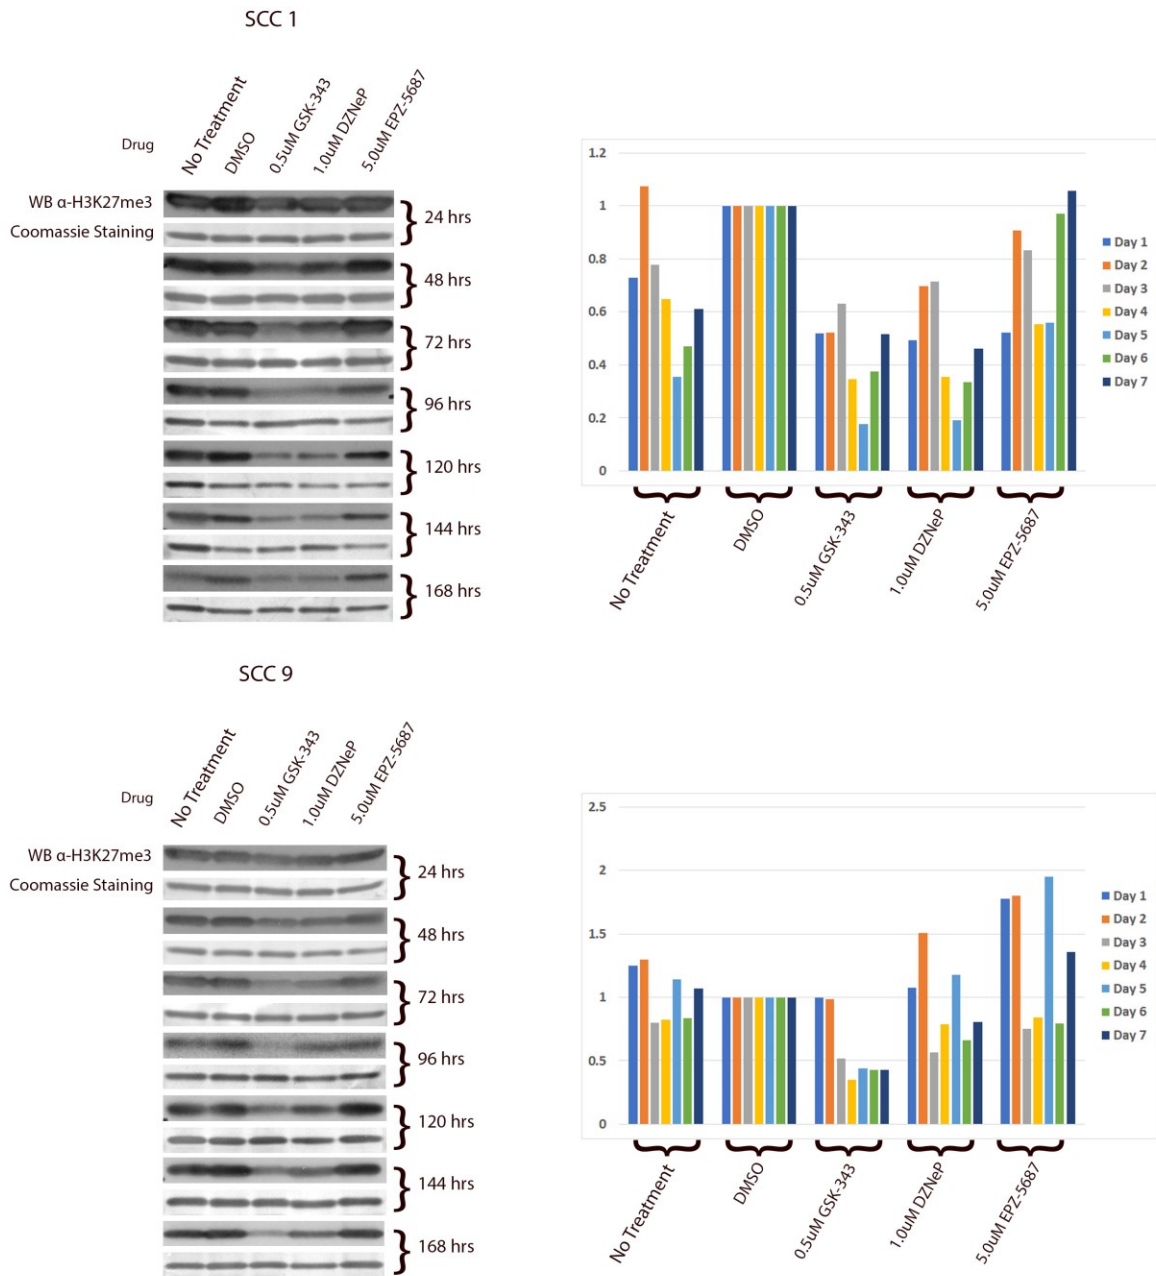 SCC 1
Drug
No Treatment
DMSO
0.5uM GSK-343
1.0uM DZNeP
5.0uM EPZ-5687
WB α-H3K27me3
Coomassie Staining
24 hrs
48 hrs
72 hrs
96 hrs
120 hrs
144 hrs
168 hrs
1.2
1
0.8
0.6
0.4
0.2
0
Day 1
Day 2
Day 3
Day 4
Day 5
Day 6
Day 7
No Treatment
DMSO
0.5uM GSK-343
1.0uM DZNeP
5.0uM EPZ-5687
SCC 9
Drug
No Treatment
DMSO
0.5uM GSK-343
1.0uM DZNeP
5.0uM EPZ-5687
WB α-H3K27me3
Coomassie Staining
24 hrs
48 hrs
72 hrs
96 hrs
120 hrs
144 hrs
168 hrs
2.5
2
1.5
1
0.5
0
Day 1
Day 2
Day 3
Day 4
Day 5
Day 6
Day 7
No Treatment
DMSO
0.5uM GSK-343
1.0uM DZNeP
5.0uM EPZ-5687